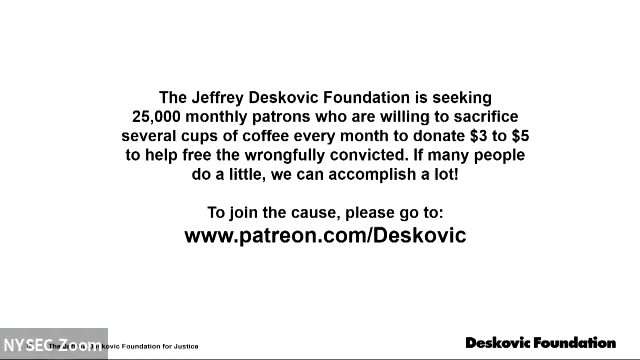 The Jeffrey Deskovic Foundation is seeking
25,000 monthly patrons who are willing to sacrifice
several cups of coffee every month to donate $3 to $5
to help free the wrongfully convicted. If many people
do a little, we can accomplish a lot!
To join the cause, please go to:
www.patreon.com/Deskovic
NYSEC Zoom
Foundation for Justice
Deskovic Foundation